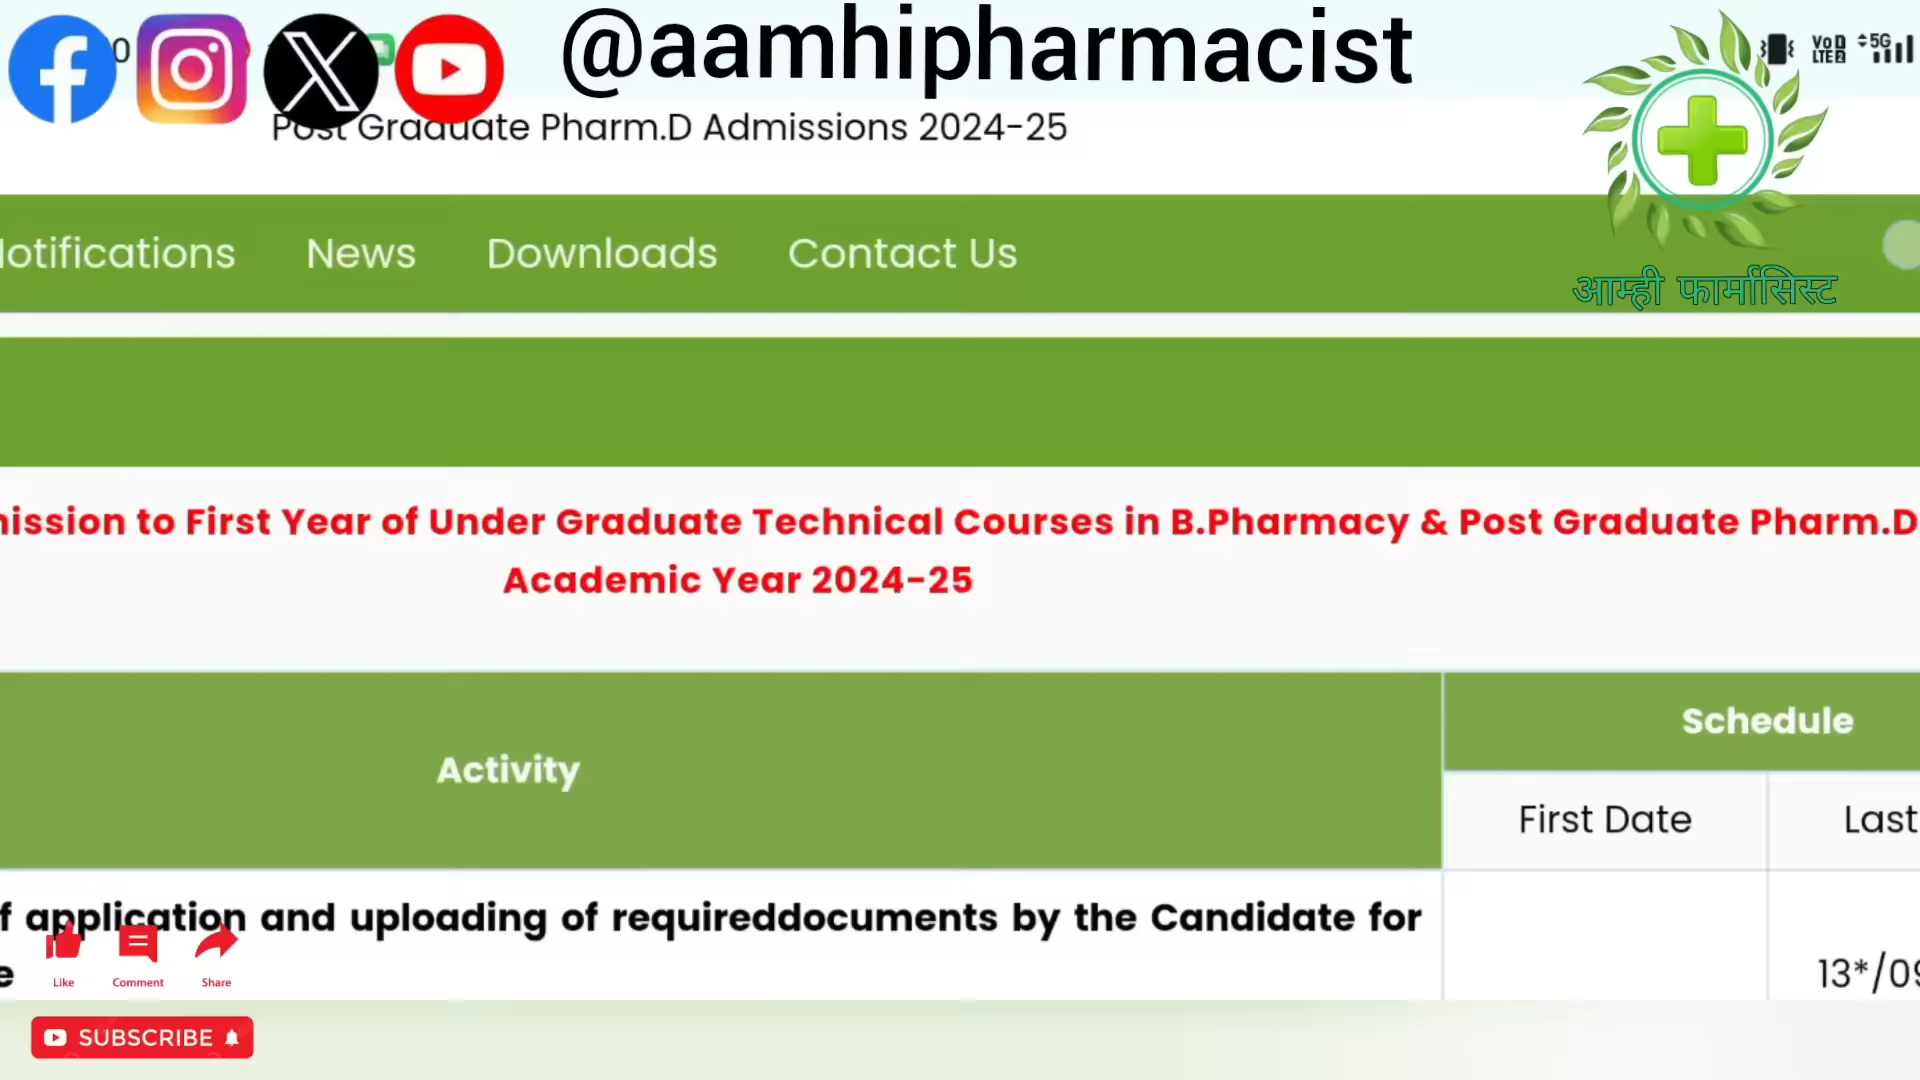 @aamhipharmacist
Post Graduate Pharm.D Admissions 2024-25
News Downloads Contact Us
आम्ही फार्मासिस्ट
to First Year of Under Graduate Technical Courses in B.Pharmacy & Post Graduate Pharm.D
Academic Year 2024-25
Schedule
Activity
First Date Last
application and uploading of requireddocuments by the Candidate for
13*/09
Like Comment Share
SUBSCRIBE